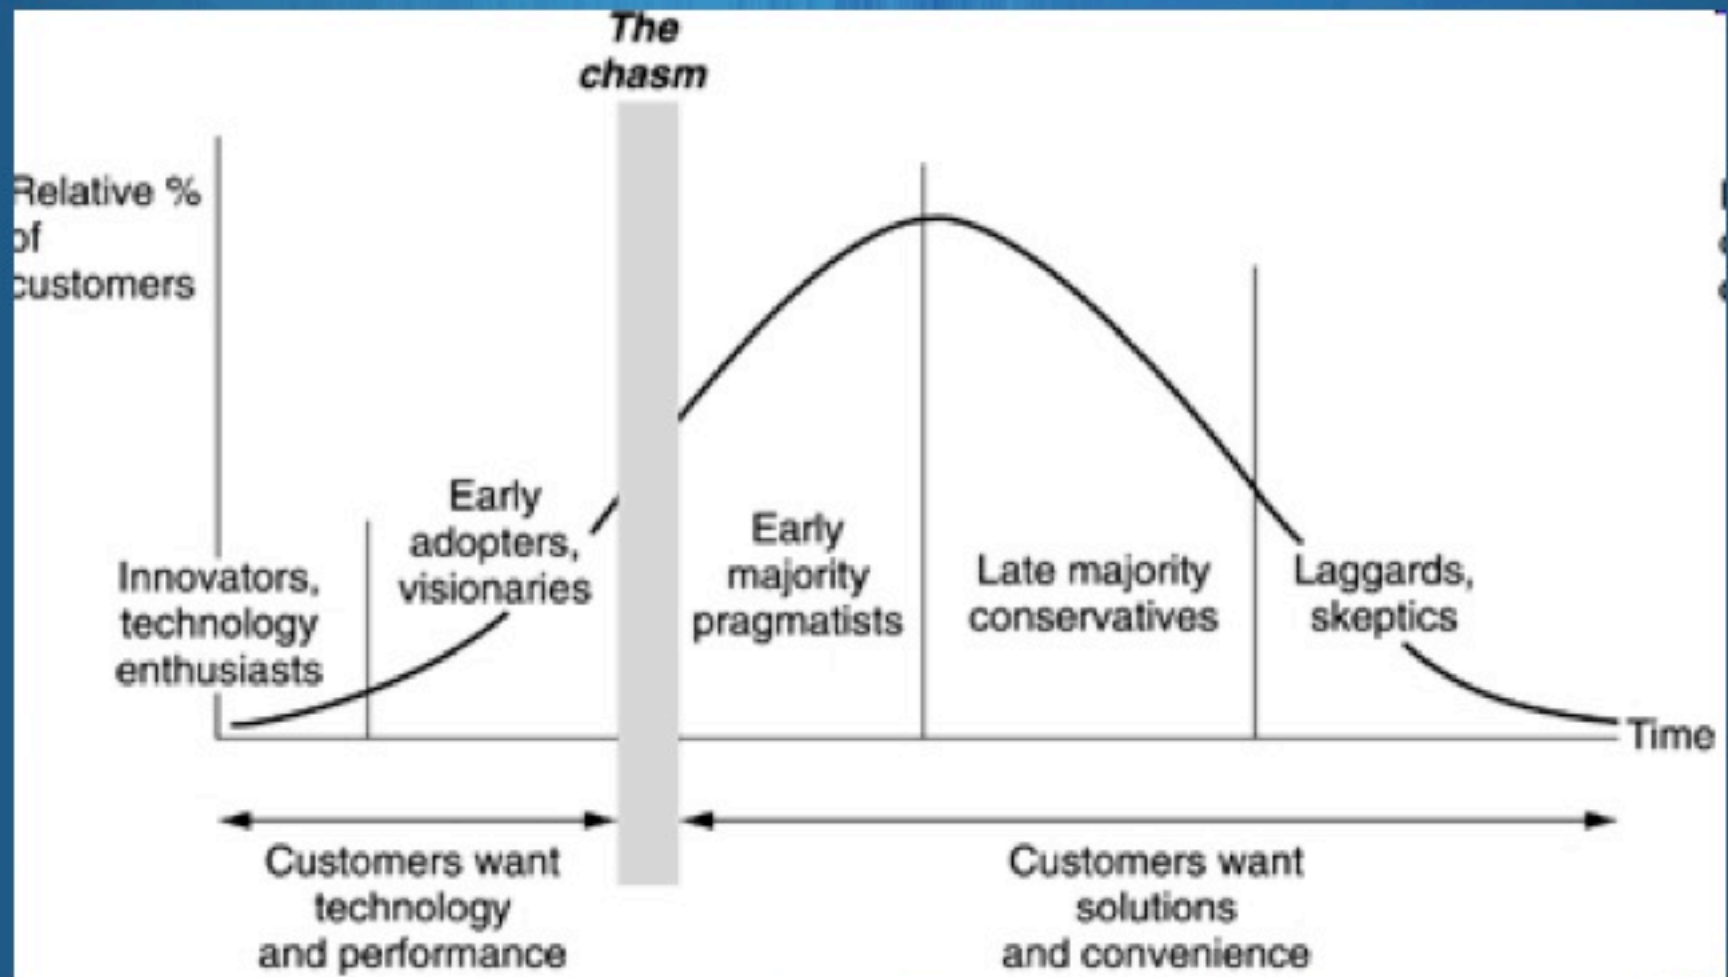 The
chasm
Relative %
of
customers
Early
adopters,
visionaries
Innovators,
technology
enthusiasts
Early
majority
pragmatists
Late majority
conservatives
Laggards,
skeptics
Time
Customers want
technology
and performance
Customers want
solutions
and convenience